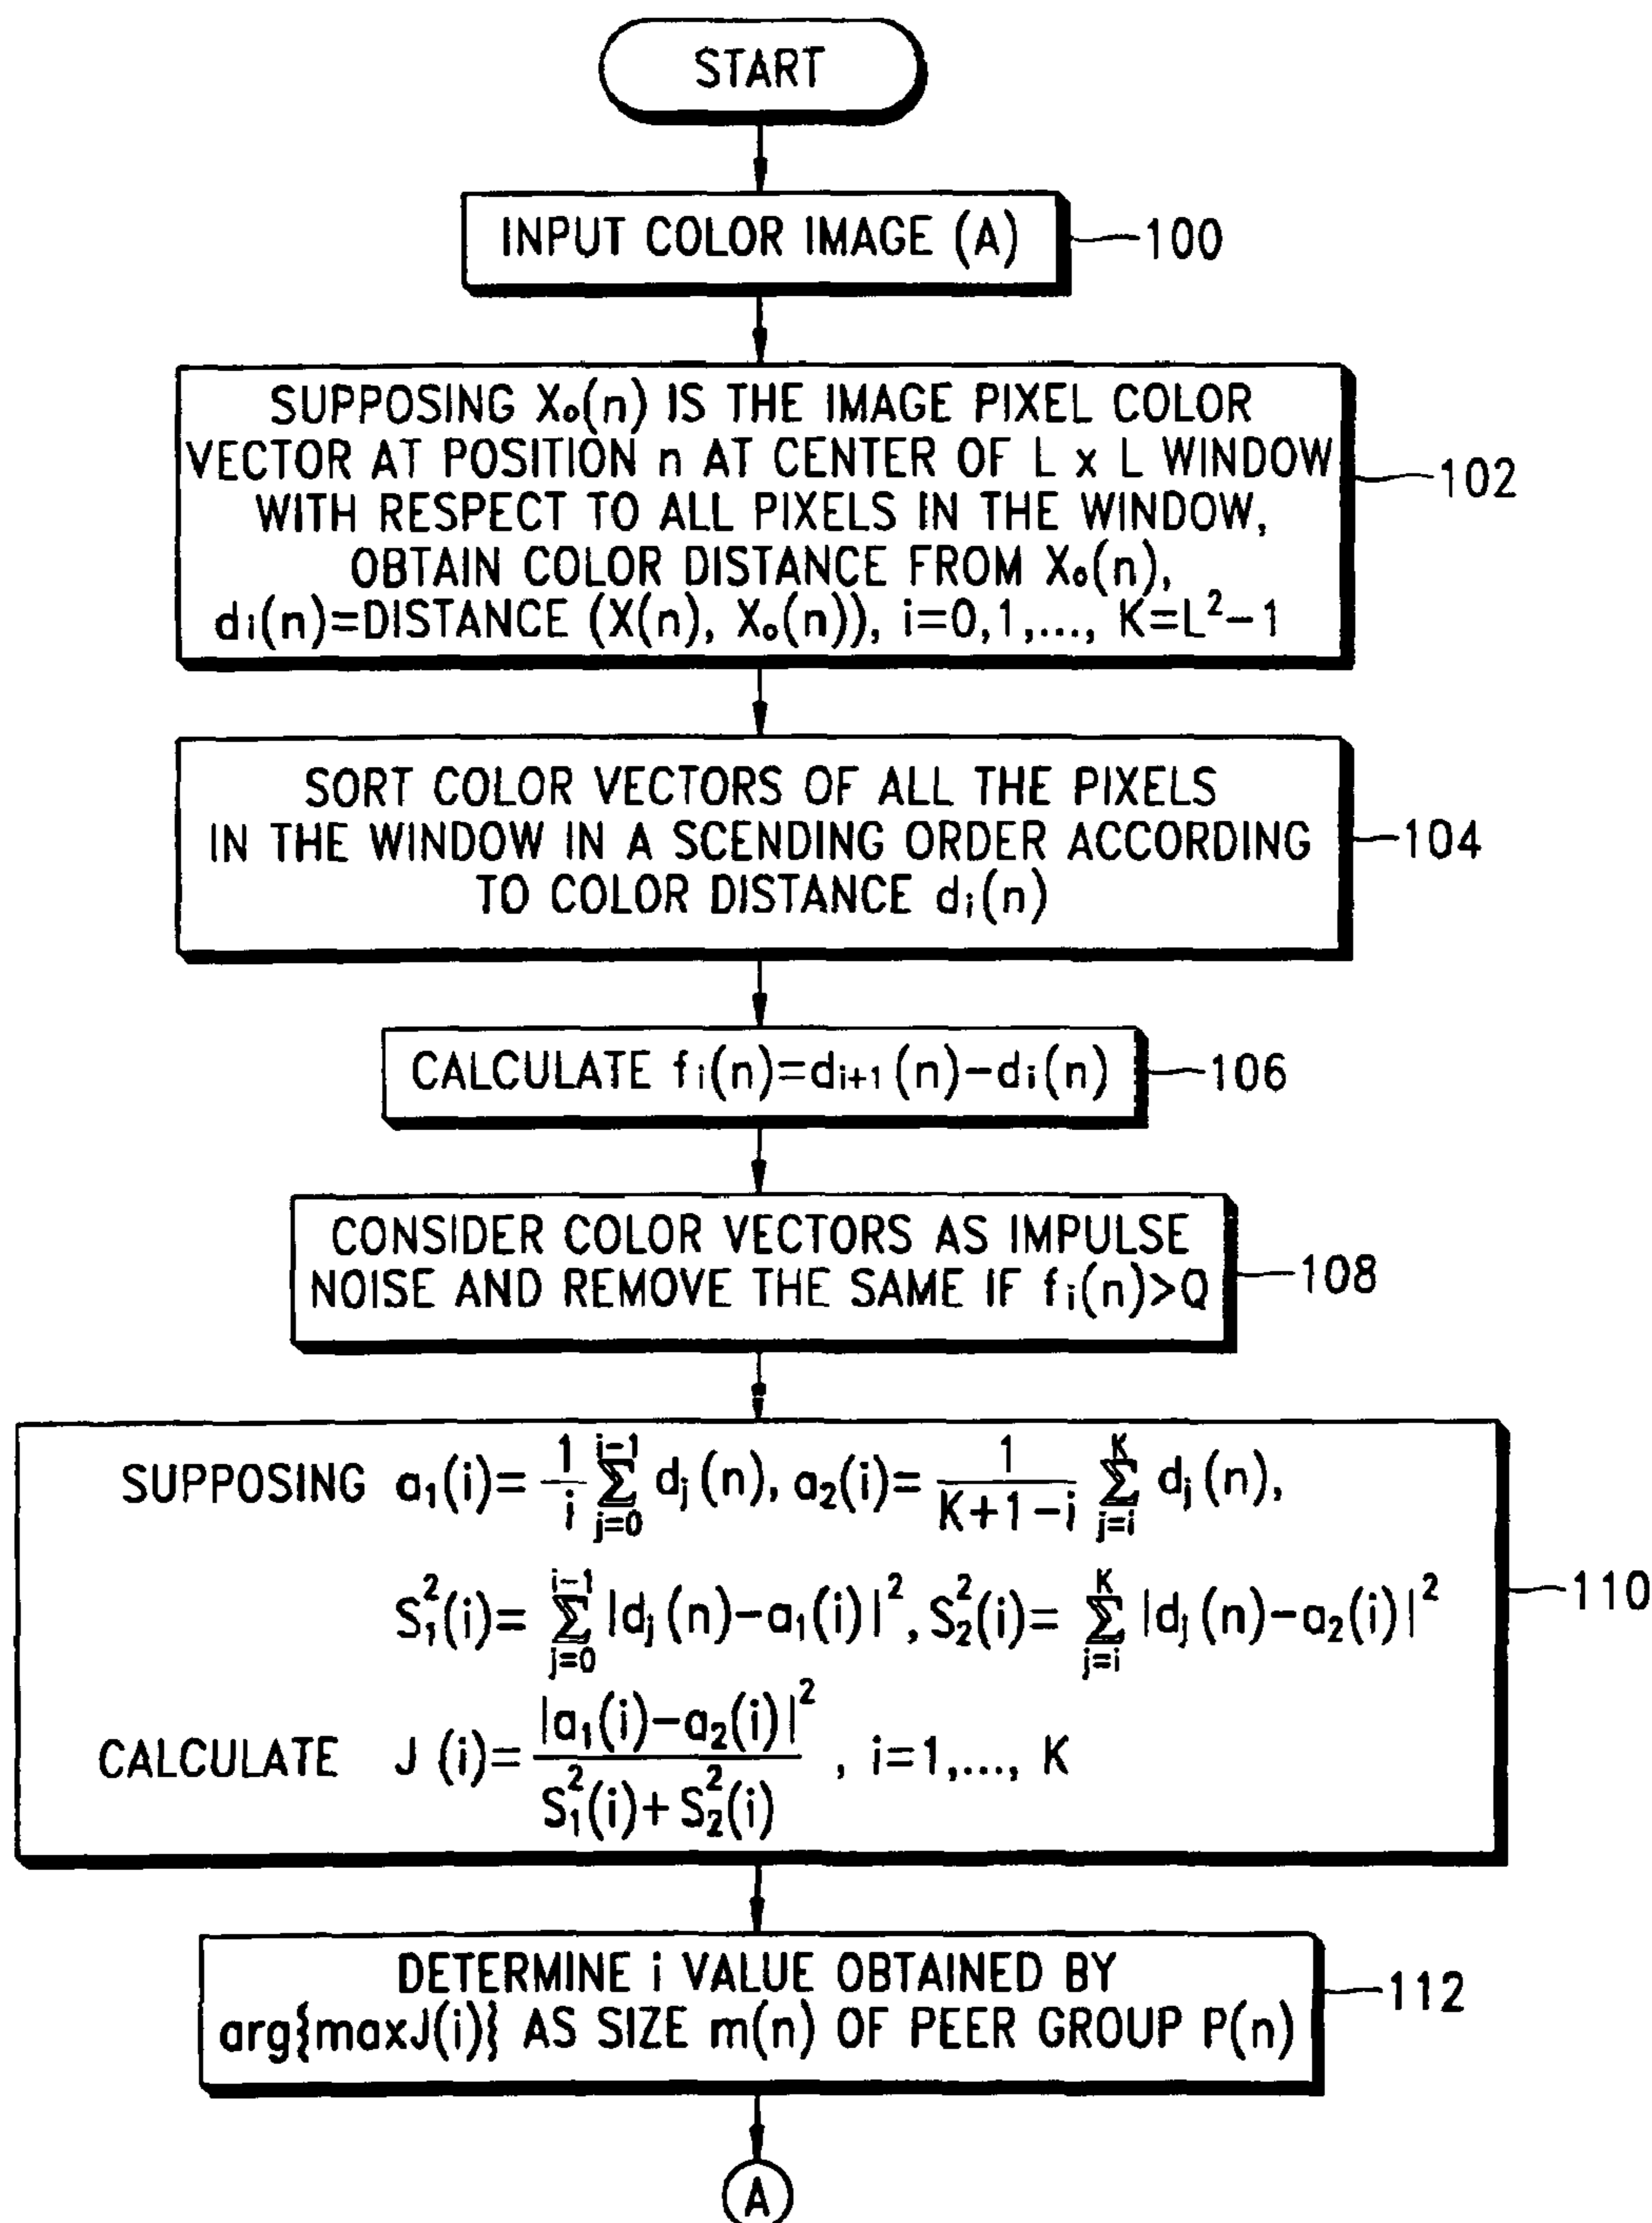 START
INPUT COLOR IMAGE (A)
100
SUPPOSING X₀(n) IS THE IMAGE PIXEL COLOR
VECTOR AT POSITION n AT CENTER OF L x L WINDOW
WITH RESPECT TO ALL PIXELS IN THE WINDOW,
OBTAIN COLOR DISTANCE FROM X₀(n),
dᵢ(n)=DISTANCE (X(n), X₀(n)), i=0,1,..., K=L²-1
102
SORT COLOR VECTORS OF ALL THE PIXELS
IN THE WINDOW IN A SCENDING ORDER ACCORDING
TO COLOR DISTANCE dᵢ(n)
104
CALCULATE fᵢ(n)=dᵢ₊₁(n)-dᵢ(n)
106
CONSIDER COLOR VECTORS AS IMPULSE
NOISE AND REMOVE THE SAME IF fᵢ(n)>Q
108
SUPPOSING a₁(i)= 1/i Σ_{j=0}^{i-1} dⱼ(n), a₂(i)= 1/(K+1-i) Σ_{j=i}^{K} dⱼ(n),
S₁²(i)= Σ_{j=0}^{i-1} |dⱼ(n)-a₁(i)|², S₂²(i)= Σ_{j=i}^{K} |dⱼ(n)-a₂(i)|²
CALCULATE J (i)= |a₁(i)-a₂(i)|² / (S₁²(i)+S₂²(i)) , i=1,..., K
110
DETERMINE i VALUE OBTAINED BY
arg{maxJ(i)} AS SIZE m(n) OF PEER GROUP P(n)
112
A